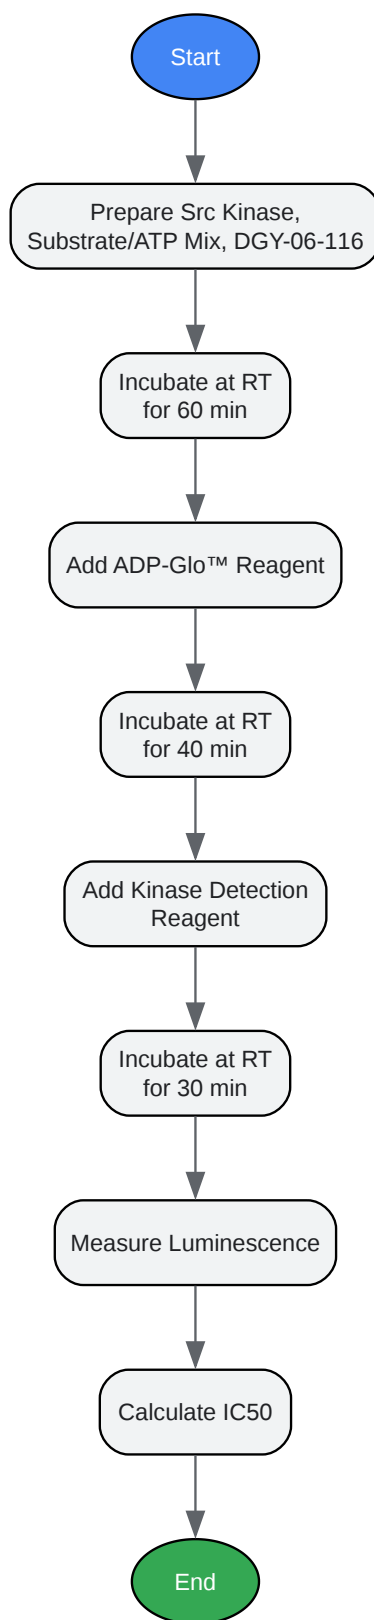 Start
Prepare Src Kinase,
Substrate/ATP Mix, DGY-06-116
Incubate at RT
for 60 min
Add ADP-Glo™ Reagent
Incubate at RT
for 40 min
Add Kinase Detection
Reagent
Incubate at RT
for 30 min
Measure Luminescence
Calculate IC50
End